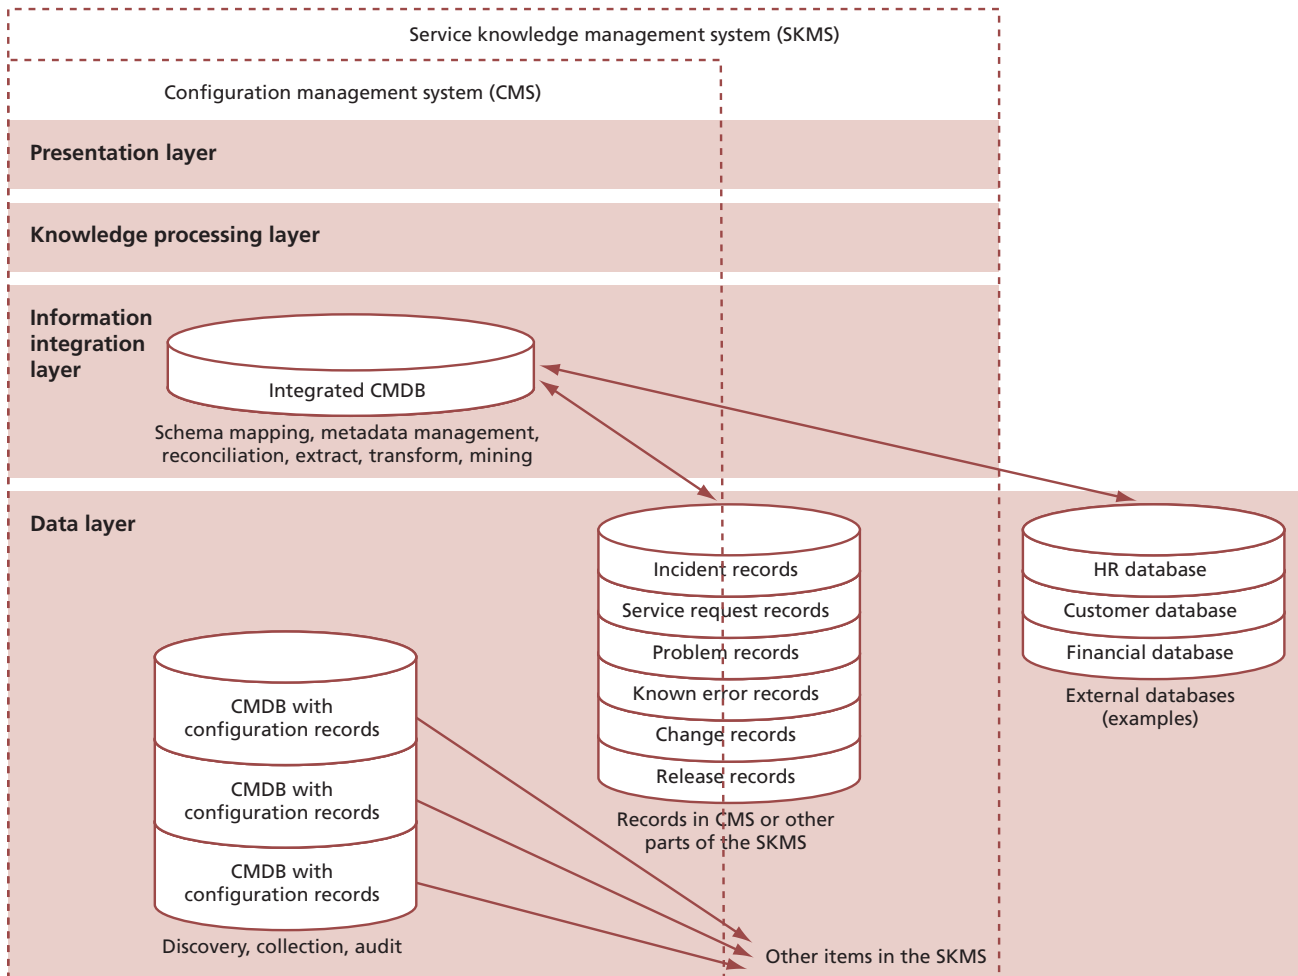 Service knowledge management system (SKMS)
Configuration management system (CMS)
Presentation layer
Knowledge processing layer
Information
integration
layer
Integrated CMDB
Schema mapping, metadata management,
reconciliation, extract, transform, mining
Data layer
Incident records
Service request records
Problem records
Known error records
Change records
Release records
Records in CMS or other
parts of the SKMS
HR database
Customer database
Financial database
External databases
(examples)
CMDB with
configuration records
CMDB with
configuration records
CMDB with
configuration records
Discovery, collection, audit
Other items in the SKMS